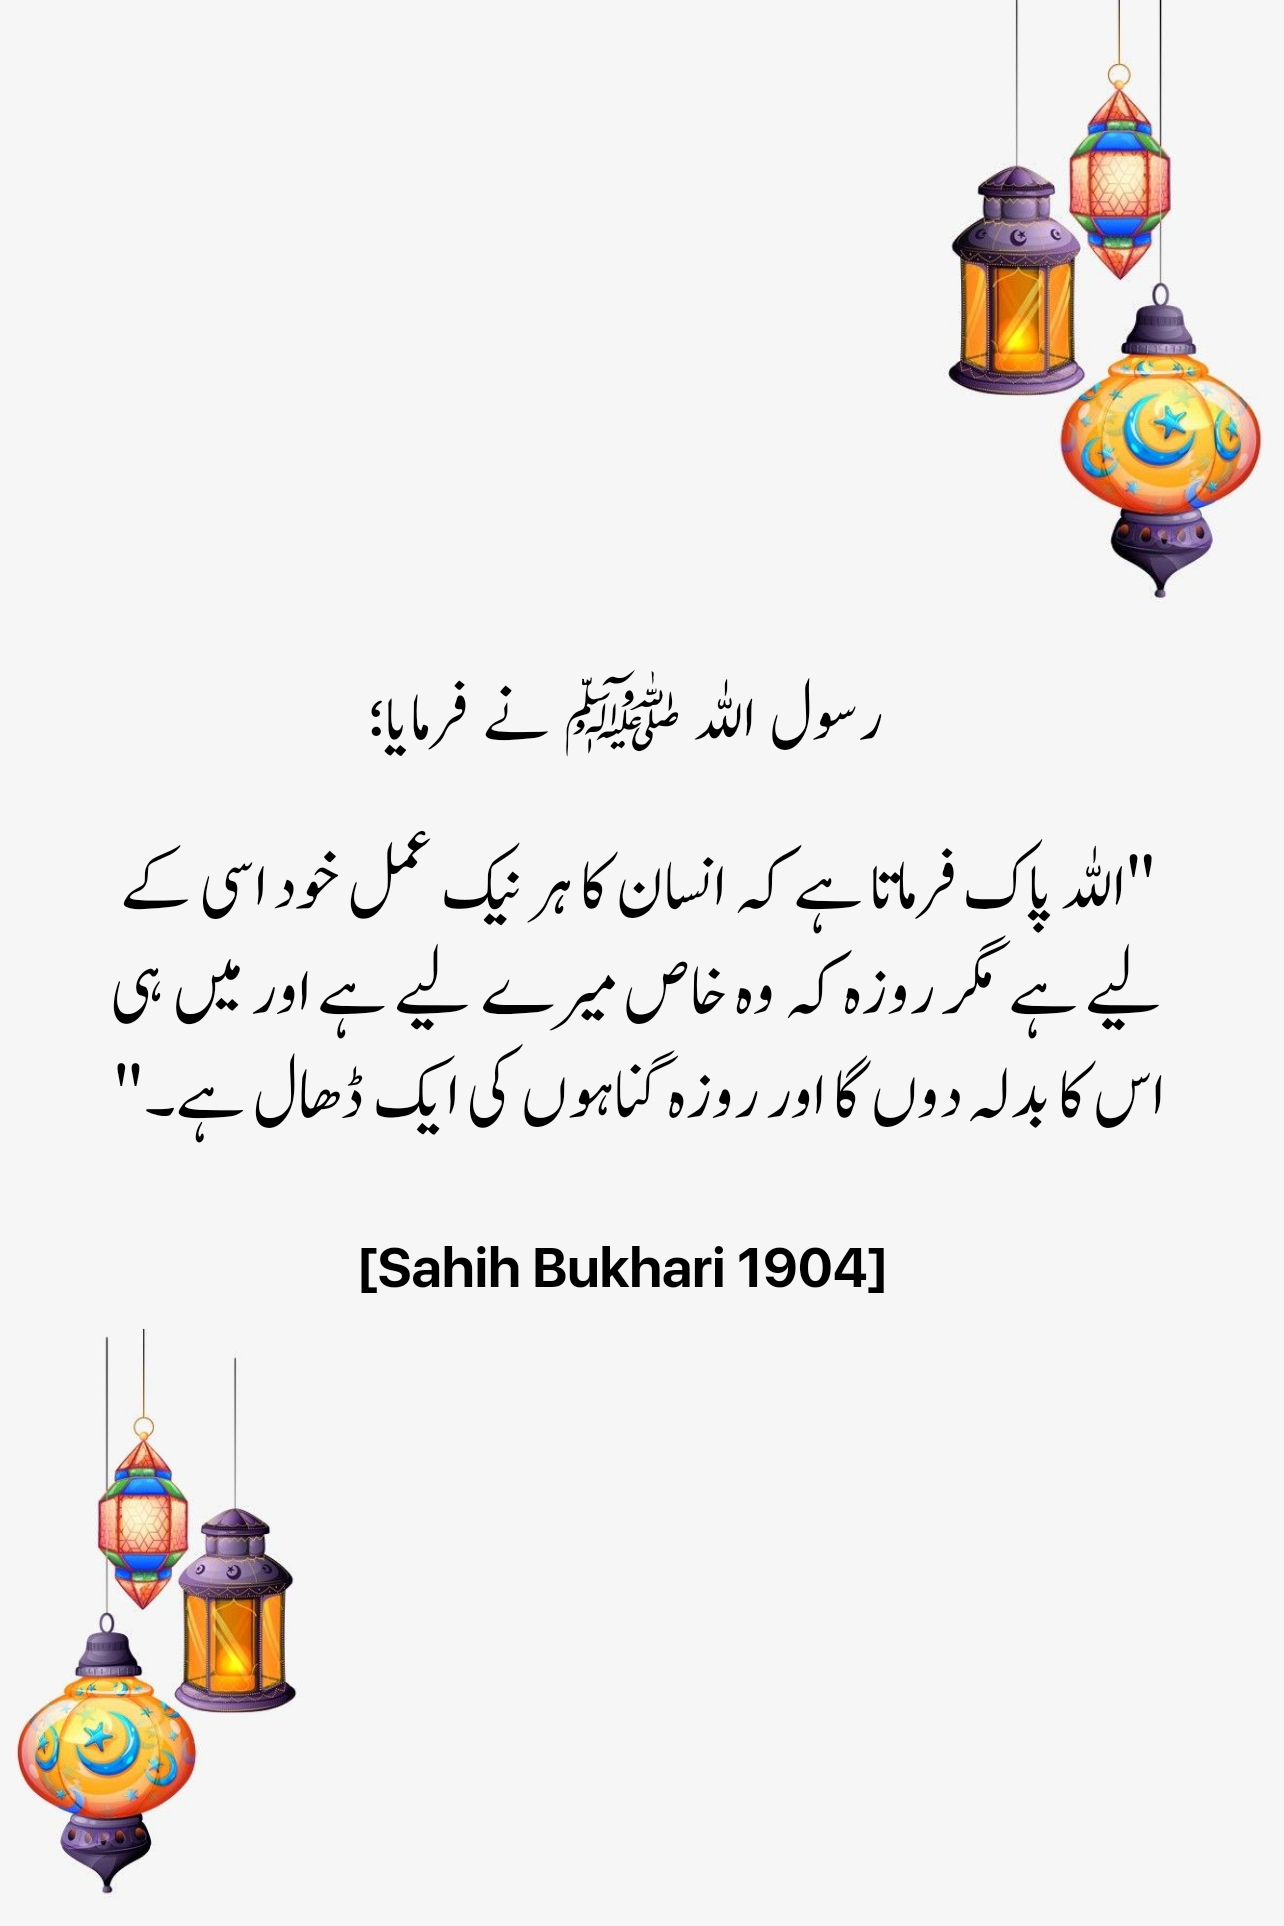 رسول اللہ ﷺ نے فرمایا؛
"اللہ پاک فرماتا ہے کہ انسان کا ہر نیک عمل خود اسی کے
لیے ہے مگر روزہ کہ وہ خاص میرے لیے ہے اور میں ہی
اس کا بدلہ دوں گا اور روزہ گناہوں کی ایک ڈھال ہے۔"
[Sahih Bukhari 1904]